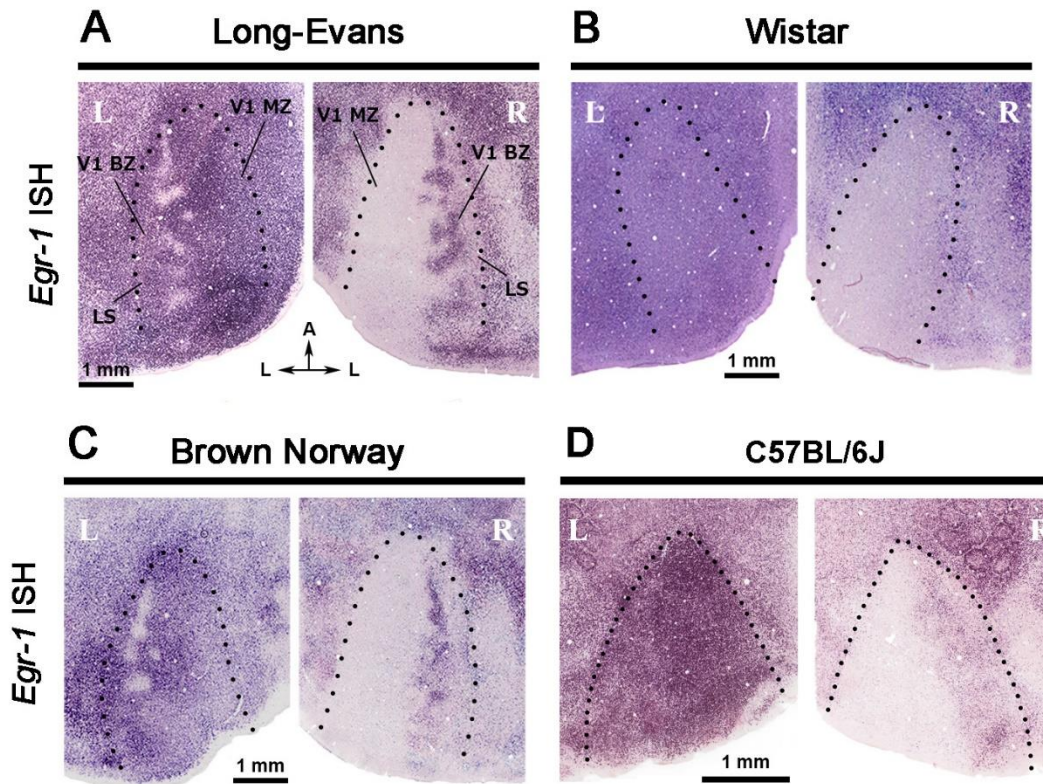 A Long-Evans
B Wistar
Egr-1 ISH
L
V1 MZ
V1 BZ
LS
V1 MZ
R
V1 BZ
LS
1 mm
A
L L
L
R
1 mm
C Brown Norway
D C57BL/6J
Egr-1 ISH
L
R
1 mm
L
R
1 mm